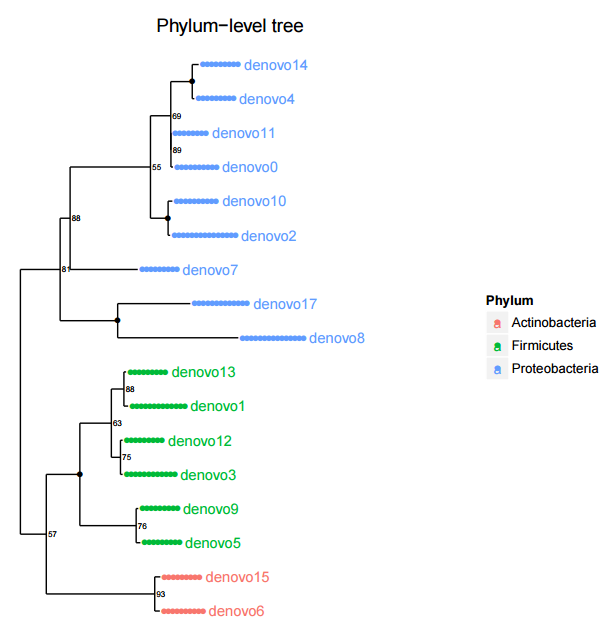 Phylum-level tree
denovo14
denovo4
69
denovo11
89
denovo0
55
denovo10
denovo2
88
81
denovo7
denovo17
denovo8
Phylum
a Actinobacteria
a Firmicutes
a Proteobacteria
denovo13
88
denovo1
63
denovo12
75
denovo3
denovo9
76
denovo5
57
denovo15
93
denovo6